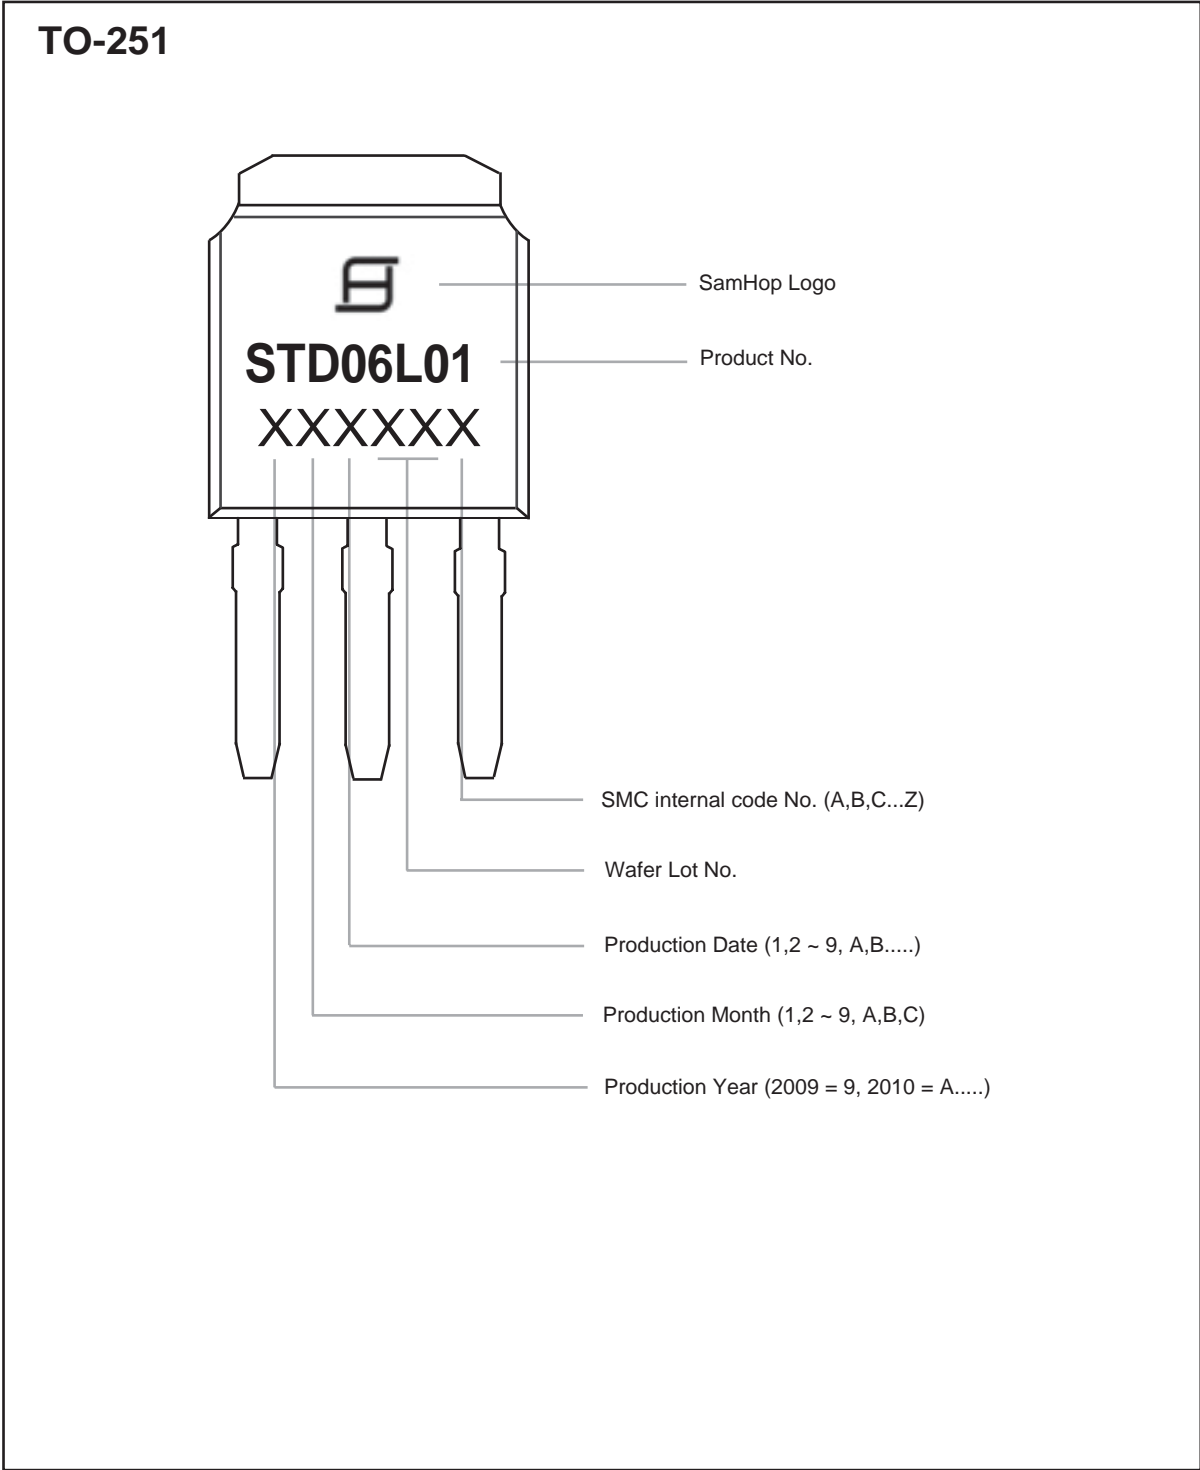 TO-251
SamHop Logo
STD06L01
Product No.
XXXXXX
SMC internal code No. (A,B,C...Z)
Wafer Lot No.
Production Date (1,2 ~ 9, A,B.....)
Production Month (1,2 ~ 9, A,B,C)
Production Year (2009 = 9, 2010 = A.....)